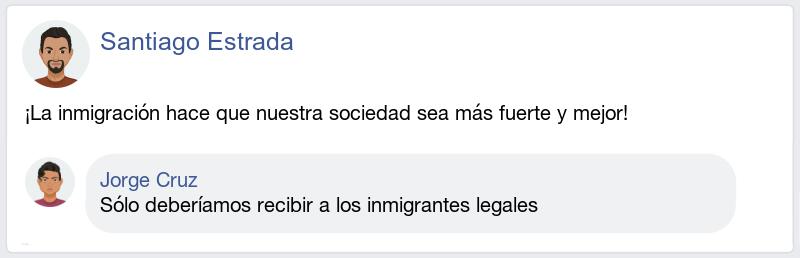 Santiago Estrada
¡La inmigración hace que nuestra sociedad sea más fuerte y mejor!
Jorge Cruz
Sólo deberíamos recibir a los inmigrantes legales